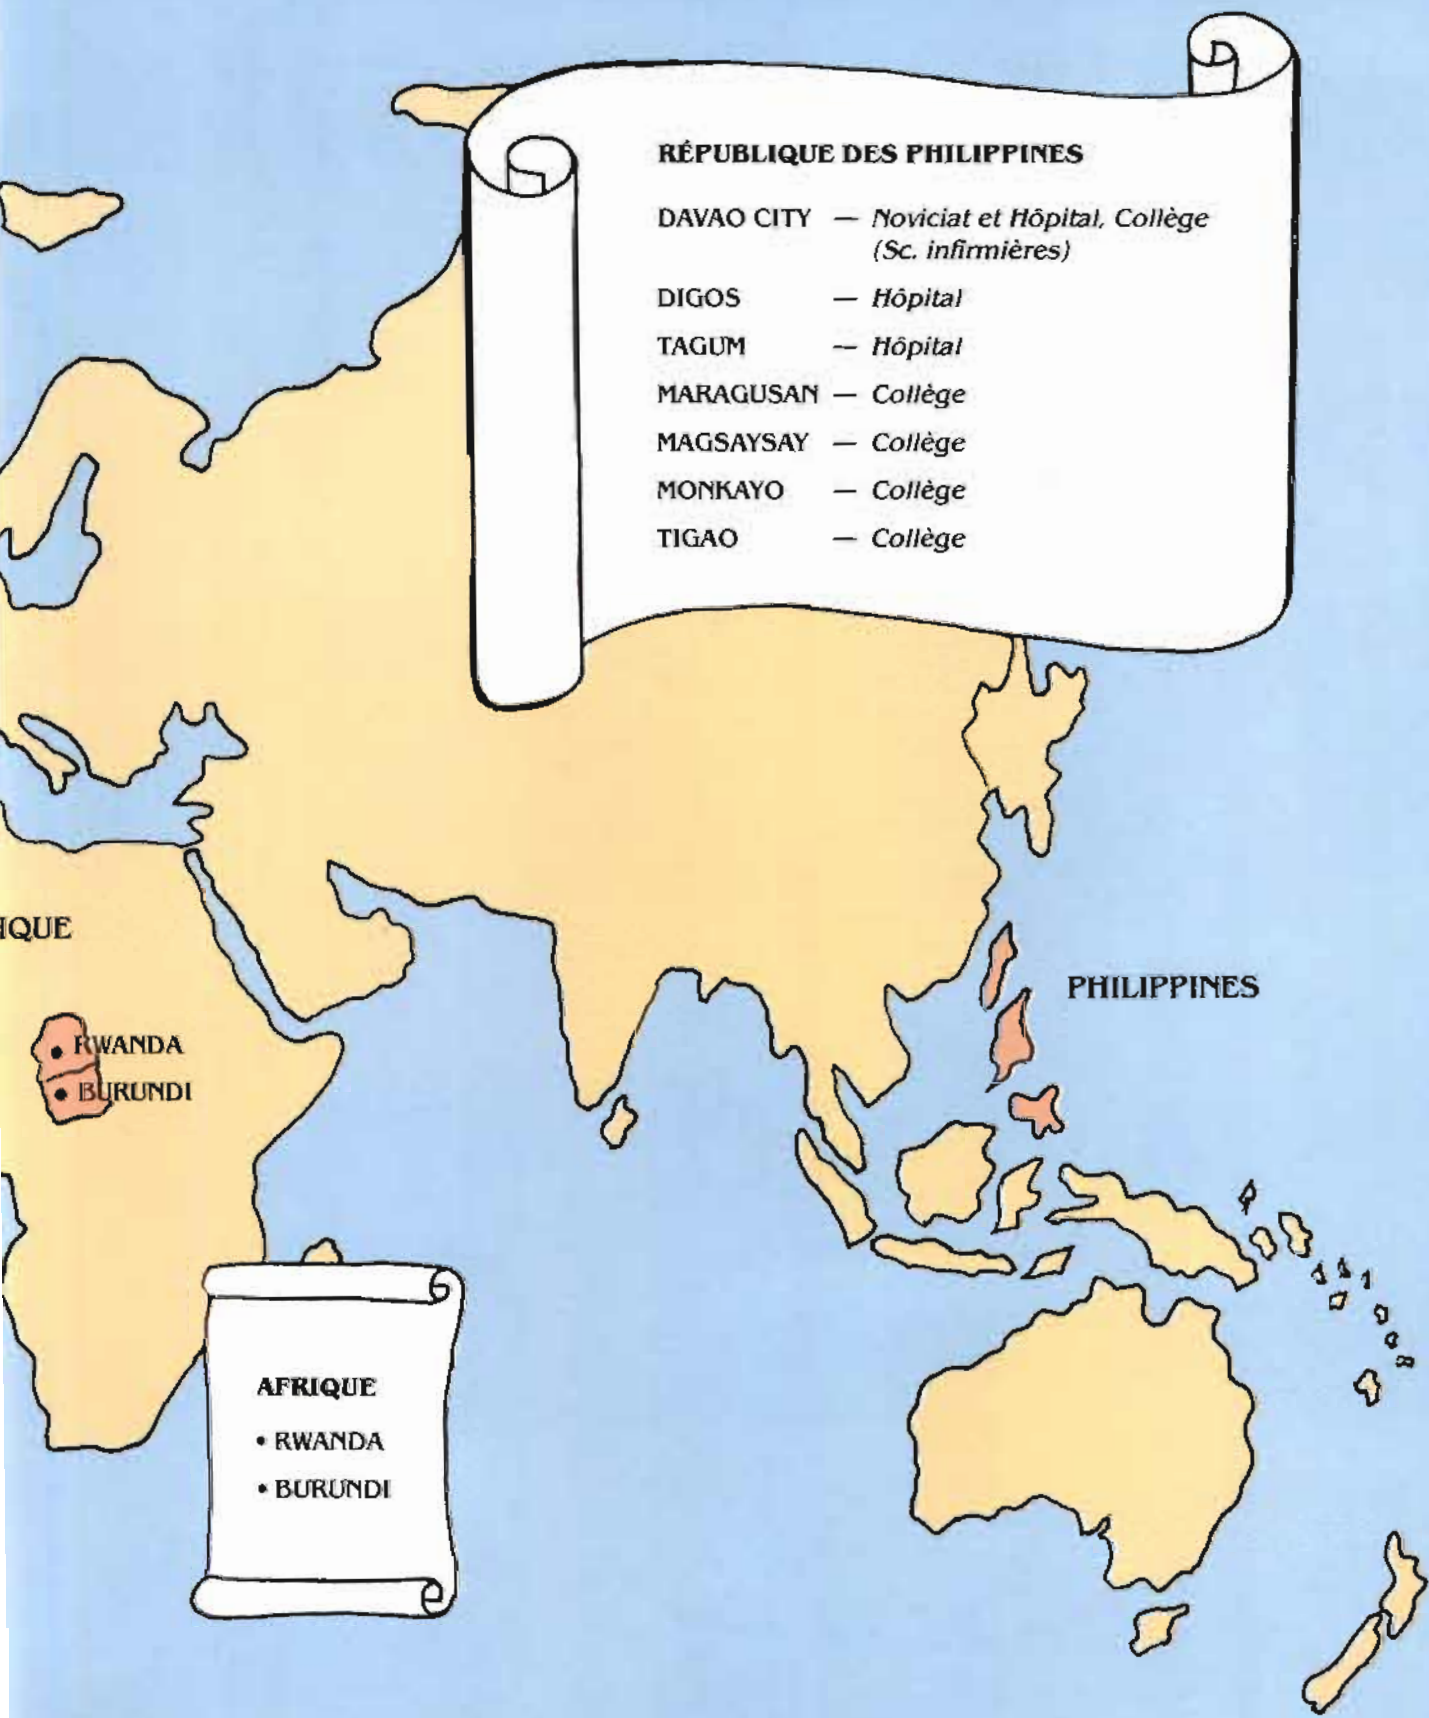 RÉPUBLIQUE DES PHILIPPINES
DAVAO CITY — Noviciat et Hôpital, Collège
(Sc. infirmières)
DIGOS — Hôpital
TAGUM — Hôpital
MARAGUSAN — Collège
MAGSAYSAY — Collège
MONKAYO — Collège
TIGAO — Collège
IQUE
PHILIPPINES
• RWANDA
• BURUNDI
AFRIQUE
• RWANDA
• BURUNDI